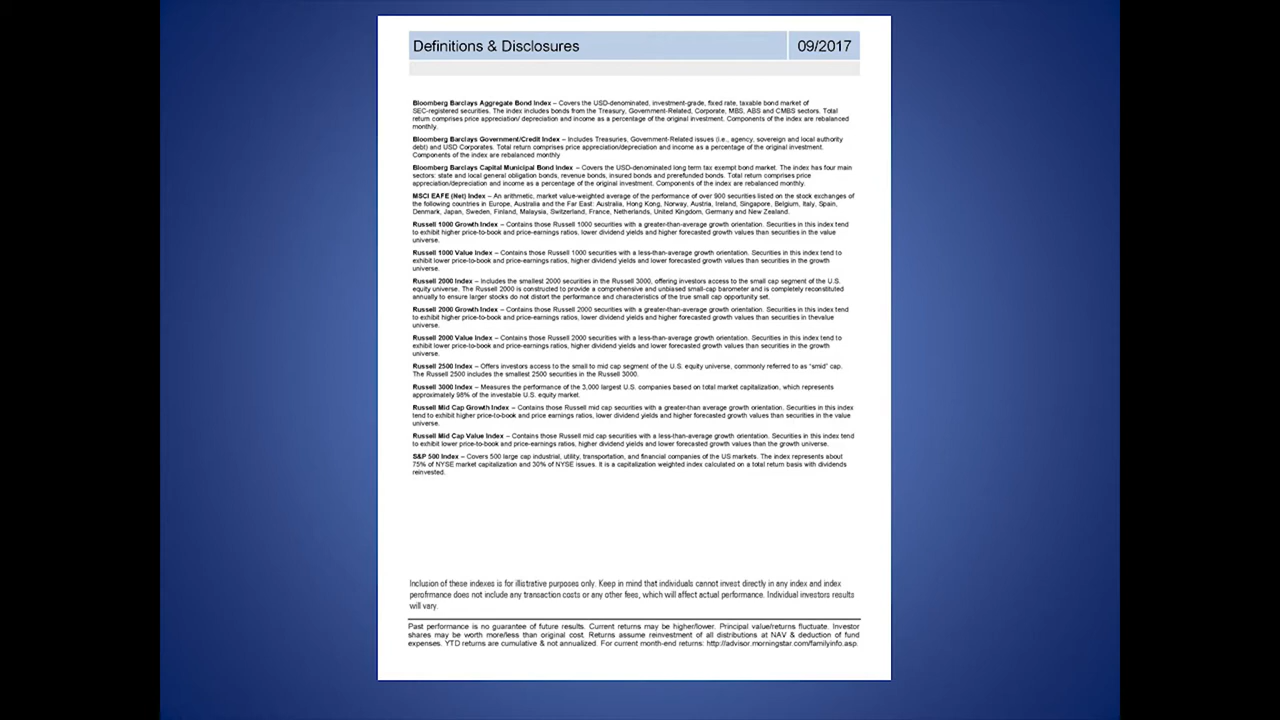 Definitions & Disclosures 09/2017
Bloomberg Barclays Aggregate Bond Index – Covers the USD-denominated, investment-grade, fixed rate, taxable bond market of
SEC-registered securities. The index includes bonds from the Treasury, Government-Related, Corporate, MBS, ABS and CMBS sectors. Total
return comprises price appreciation/ depreciation and income as a percentage of the original investment. Components of the index are rebalanced
monthly.
Bloomberg Barclays Government/Credit Index – Includes Treasuries, Government-Related issues (i.e., agency, sovereign and local authority
debt) and USD Corporates. Total return comprises price appreciation/depreciation and income as a percentage of the original investment.
Components of the index are rebalanced monthly
Bloomberg Barclays Capital Municipal Bond Index – Covers the USD-denominated long term tax exempt bond market. The index has four main
sectors: state and local general obligation bonds, revenue bonds, insured bonds and prerefunded bonds. Total return comprises price
appreciation/depreciation and income as a percentage of the original investment. Components of the index are rebalanced monthly.
MSCI EAFE (Net) Index – An arithmetic, market value-weighted average of the performance of over 900 securities listed on the stock exchanges of
the following countries in Europe, Australia and the Far East: Australia, Hong Kong, Norway, Austria, Ireland, Singapore, Belgium, Italy, Spain,
Denmark, Japan, Sweden, Finland, Malaysia, Switzerland, France, Netherlands, United Kingdom, Germany and New Zealand.
Russell 1000 Growth Index – Contains those Russell 1000 securities with a greater-than-average growth orientation. Securities in this index tend
to exhibit higher price-to-book and price-earnings ratios, lower dividend yields and higher forecasted growth values than securities in the value
universe.
Russell 1000 Value Index – Contains those Russell 1000 securities with a less-than-average growth orientation. Securities in this index tend to
exhibit lower price-to-book and price-earnings ratios, higher dividend yields and lower forecasted growth values than securities in the growth
universe.
Russell 2000 Index – Includes the smallest 2000 securities in the Russell 3000, offering investors access to the small cap segment of the U.S.
equity universe. The Russell 2000 is constructed to provide a comprehensive and unbiased small-cap barometer and is completely reconstituted
annually to ensure larger stocks do not distort the performance and characteristics of the true small cap opportunity set.
Russell 2000 Growth Index – Contains those Russell 2000 securities with a greater-than-average growth orientation. Securities in this index tend
to exhibit higher price-to-book and price-earnings ratios, lower dividend yields and higher forecasted growth values than securities in thevalue
universe.
Russell 2000 Value Index – Contains those Russell 2000 securities with a less-than-average growth orientation. Securities in this index tend to
exhibit lower price-to-book and price-earnings ratios, higher dividend yields and lower forecasted growth values than securities in the growth
universe.
Russell 2500 Index – Offers investors access to the small to mid cap segment of the U.S. equity universe, commonly referred to as “smid” cap.
The Russell 2500 includes the smallest 2500 securities in the Russell 3000.
Russell 3000 Index – Measures the performance of the 3,000 largest U.S. companies based on total market capitalization, which represents
approximately 98% of the investable U.S. equity market.
Russell Mid Cap Growth Index – Contains those Russell mid cap securities with a greater-than average growth orientation. Securities in this index
tend to exhibit higher price-to-book and price earnings ratios, lower dividend yields and higher forecasted growth values than securities in the value
universe.
Russell Mid Cap Value Index – Contains those Russell mid cap securities with a less-than-average growth orientation. Securities in this index tend
to exhibit lower price-to-book and price earnings ratios, higher dividend yields and lower forecasted growth values than the growth universe.
S&P 500 Index – Covers 500 large cap industrial, utility, transportation, and financial companies of the US markets. The index represents about
75% of NYSE market capitalization and 30% of NYSE issues. It is a capitalization weighted index calculated on a total return basis with dividends
reinvested.
Inclusion of these indexes is for illistrative purposes only. Keep in mind that individuals cannot invest directly in any index and index
perofrmance does not include any transaction costs or any other fees, which will affect actual performance. Individual investors results
will vary.
Past performance is no guarantee of future results. Current returns may be higher/lower. Principal value/returns fluctuate. Investor
shares may be worth more/less than original cost. Returns assume reinvestment of all distributions at NAV & deduction of fund
expenses. YTD returns are cumulative & not annualized. For current month-end returns: http://advisor.morningstar.com/familyinfo.asp.